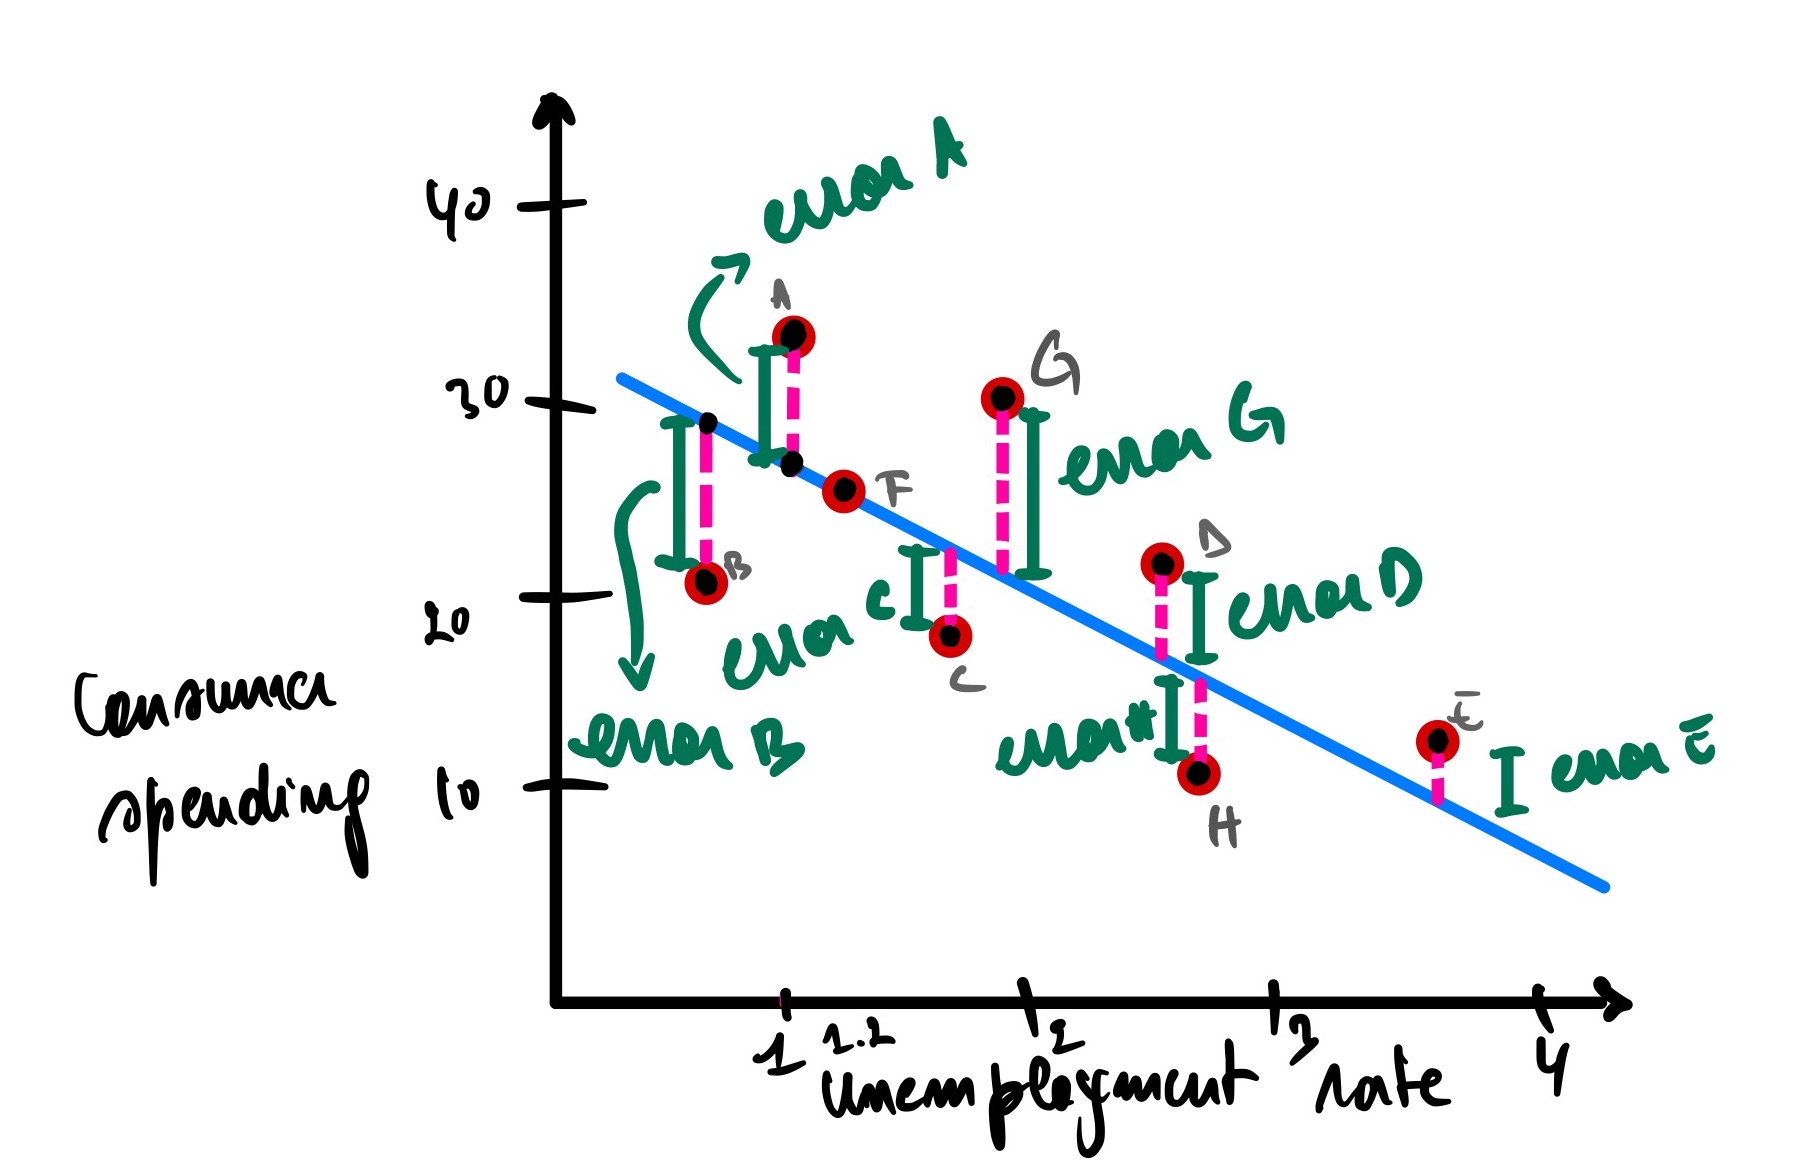 error A
40
A
30
G
error G
F
B
D
error D
20
error C
C
Consumer
spending
error B
error H
E
error E
10
H
1
1.2
2
3
4
unemployment rate